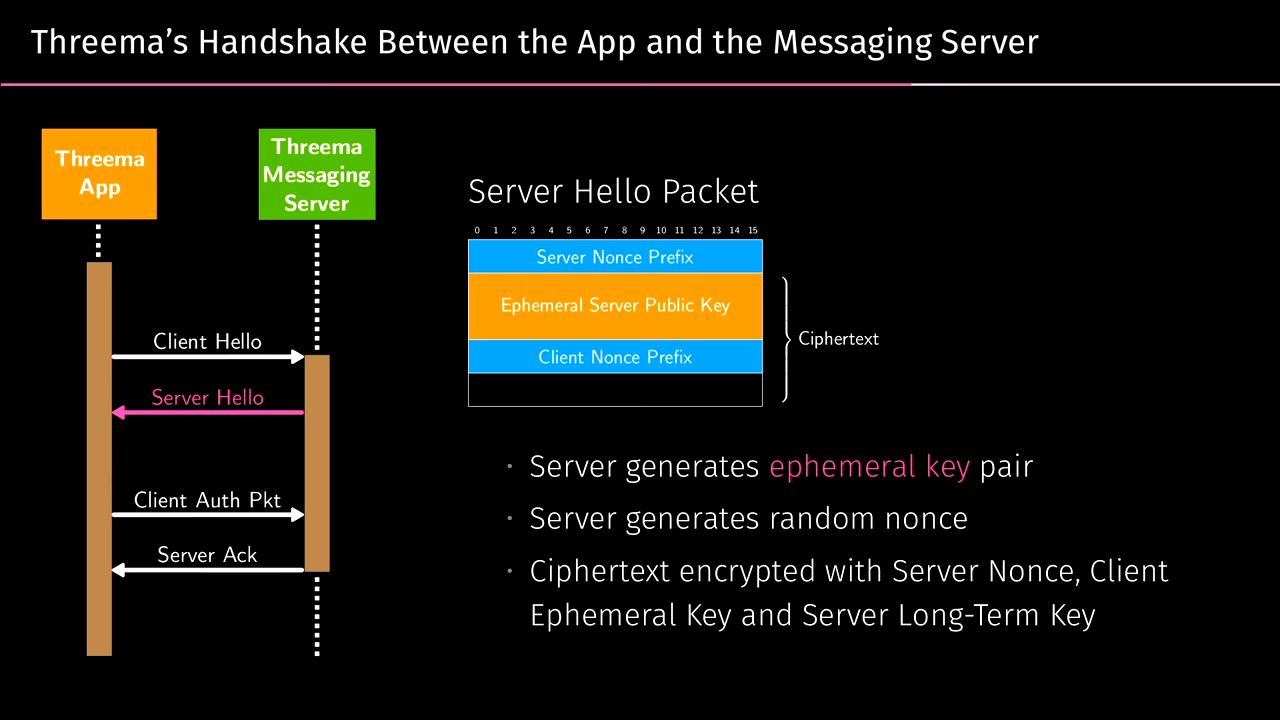 Threema’s Handshake Between the App and the Messaging Server
Threema
App
Threema
Messaging
Server
Client Hello
Server Hello
Client Auth Pkt
Server Ack
Server Hello Packet
0 1 2 3 4 5 6 7 8 9 10 11 12 13 14 15
Server Nonce Prefix
Ephemeral Server Public Key
Client Nonce Prefix
Ciphertext
· Server generates ephemeral key pair
· Server generates random nonce
· Ciphertext encrypted with Server Nonce, Client
Ephemeral Key and Server Long-Term Key